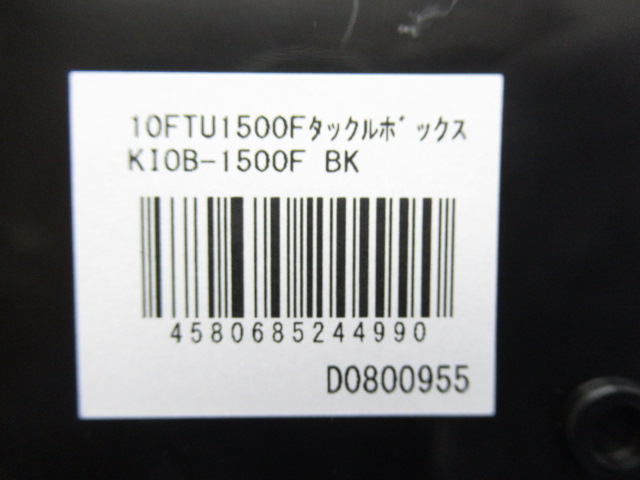 10FTU1500Fﾀｯｸﾙﾎﾞｯｸｽ
KIOB-1500F BK
4580685244990
D0800955